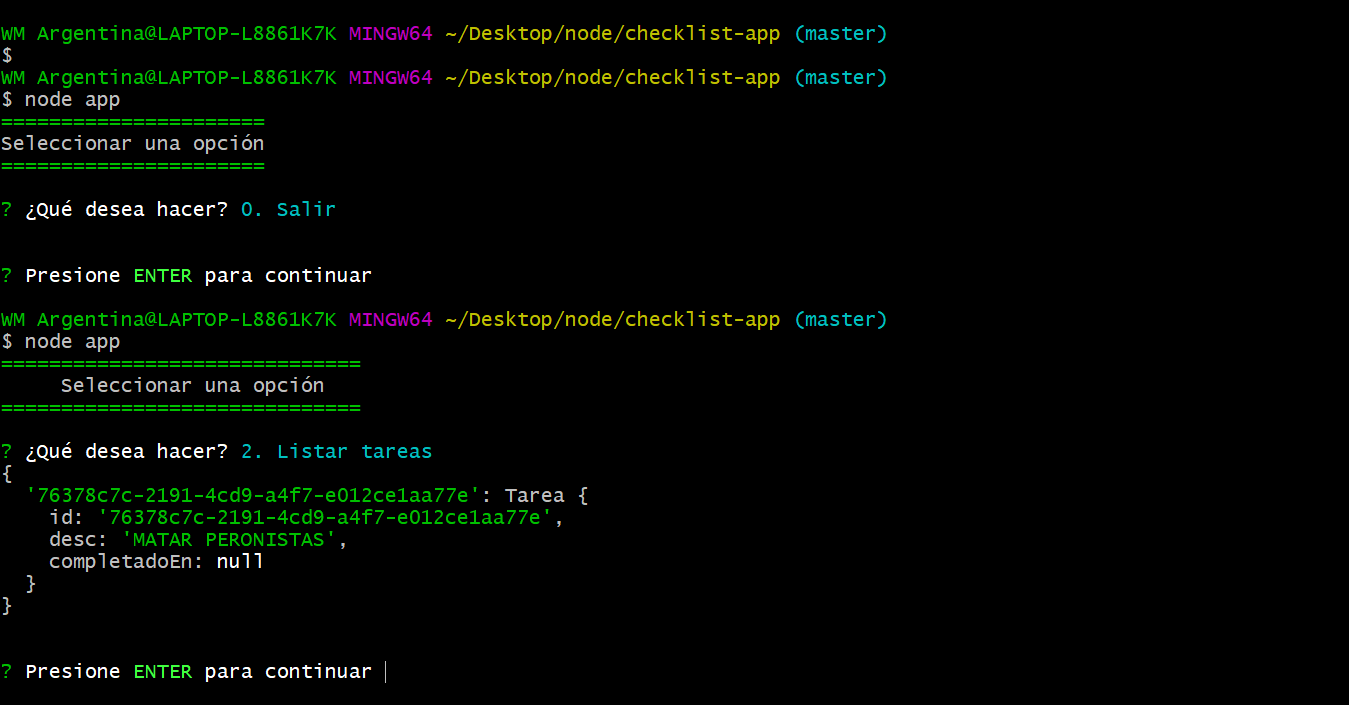 WM Argentina@LAPTOP-L8861K7K MINGW64 ~/Desktop/node/checklist-app (master)
$
WM Argentina@LAPTOP-L8861K7K MINGW64 ~/Desktop/node/checklist-app (master)
$ node app
======================
Seleccionar una opción
======================
? ¿Qué desea hacer? 0. Salir
? Presione ENTER para continuar
WM Argentina@LAPTOP-L8861K7K MINGW64 ~/Desktop/node/checklist-app (master)
$ node app
==============================
Seleccionar una opción
==============================
? ¿Qué desea hacer? 2. Listar tareas
{
'76378c7c-2191-4cd9-a4f7-e012ce1aa77e': Tarea {
id: '76378c7c-2191-4cd9-a4f7-e012ce1aa77e',
desc: 'MATAR PERONISTAS',
completadoEn: null
}
}
? Presione ENTER para continuar